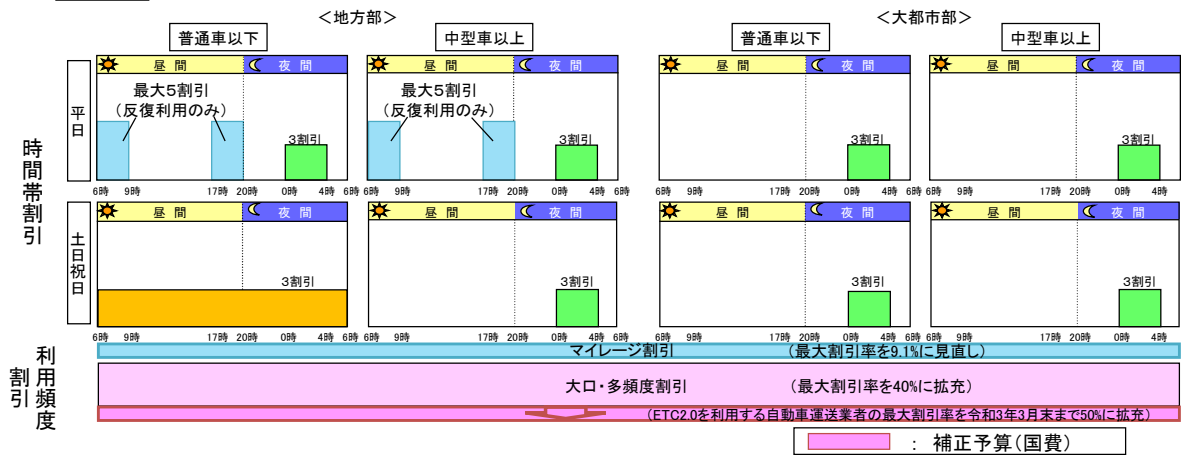 ＜地方部＞ ＜大都市部＞
普通車以下 中型車以上 普通車以下 中型車以上
昼 間 夜 間 昼 間 夜 間 昼 間 夜 間 昼 間 夜 間
時間帯割引
平日
最大5割引
(反復利用のみ)
3割引
最大5割引
(反復利用のみ)
3割引
3割引
3割引
6時 9時 17時 20時 0時 4時 6時 6時 9時 17時 20時 0時 4時 6時 6時 9時 17時 20時 0時 4時 6時 6時 9時 17時 20時 0時 4時
昼 間 夜 間 昼 間 夜 間 昼 間 夜 間 昼 間 夜 間
土日祝日
3割引 3割引 3割引 3割引
6時 9時 17時 20時 0時 4時 6時 6時 9時 17時 20時 0時 4時 6時 6時 9時 17時 20時 0時 4時 6時 6時 9時 17時 20時 0時 4時
利用頻度割引
マイレージ割引 (最大割引率を9.1%に見直し)
大口・多頻度割引 (最大割引率を40%に拡充)
(ETC2.0を利用する自動車運送業者の最大割引率を令和3年3月末まで50%に拡充)
： 補正予算(国費)